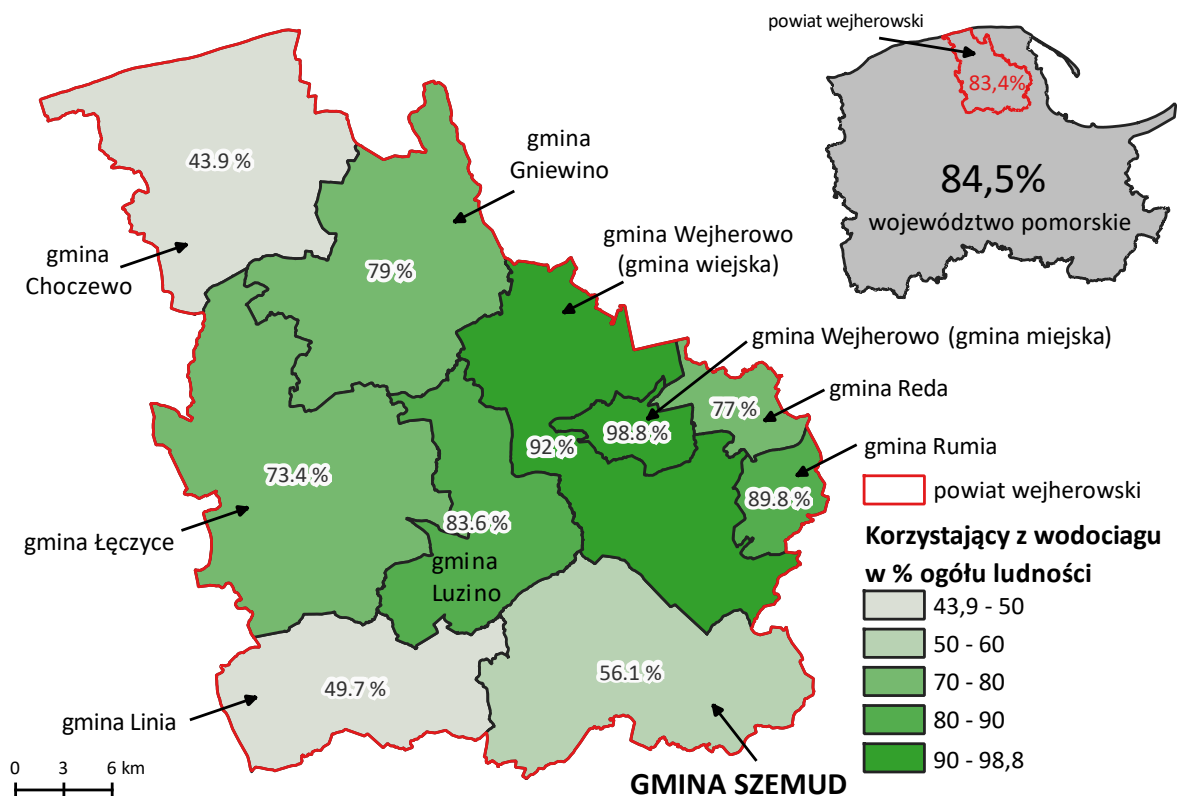 powiat wejherowski
83,4%
84,5%
województwo pomorskie
43.9 %
gmina
Gniewino
gmina
Choczewo
79 %
gmina Wejherowo
(gmina wiejska)
gmina Wejherowo (gmina miejska)
77 %
gmina Reda
92 %
98.8 %
gmina Rumia
73.4 %
89.8 %
83.6 %
gmina Łęczyce
gmina
Luzino
49.7 %
56.1 %
gmina Linia
GMINA SZEMUD
0 3 6 km
powiat wejherowski
Korzystający z wodociagu
w % ogółu ludności
43,9 - 50
50 - 60
70 - 80
80 - 90
90 - 98,8